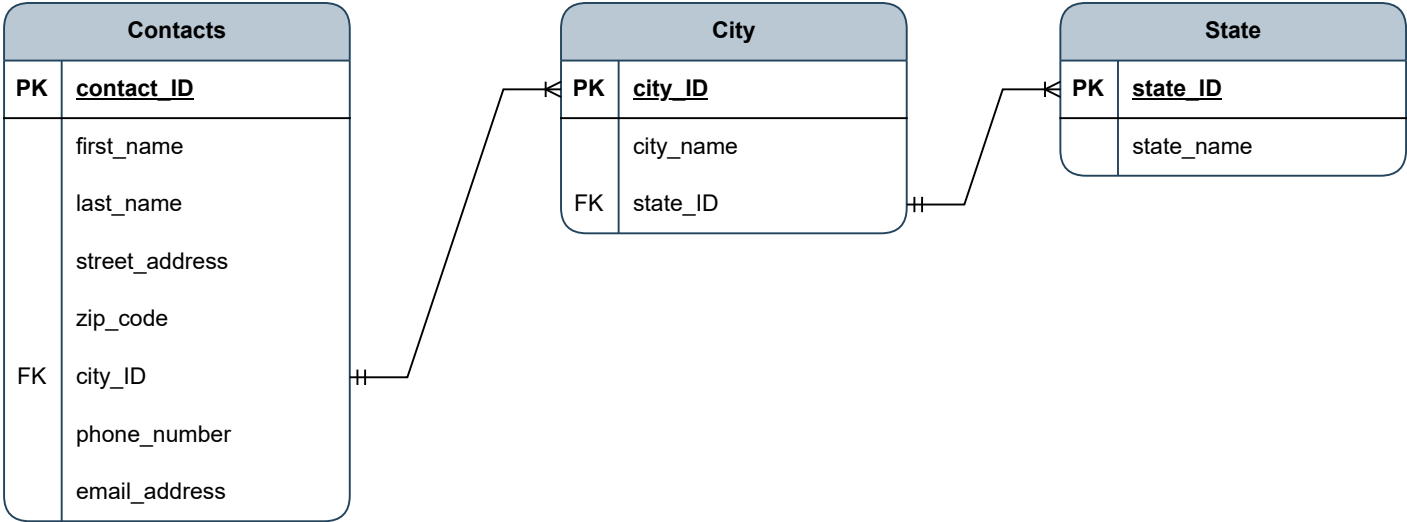 Contacts
PK contact_ID
first_name
last_name
street_address
zip_code
FK city_ID
phone_number
email_address
City
PK city_ID
city_name
FK state_ID
State
PK state_ID
state_name